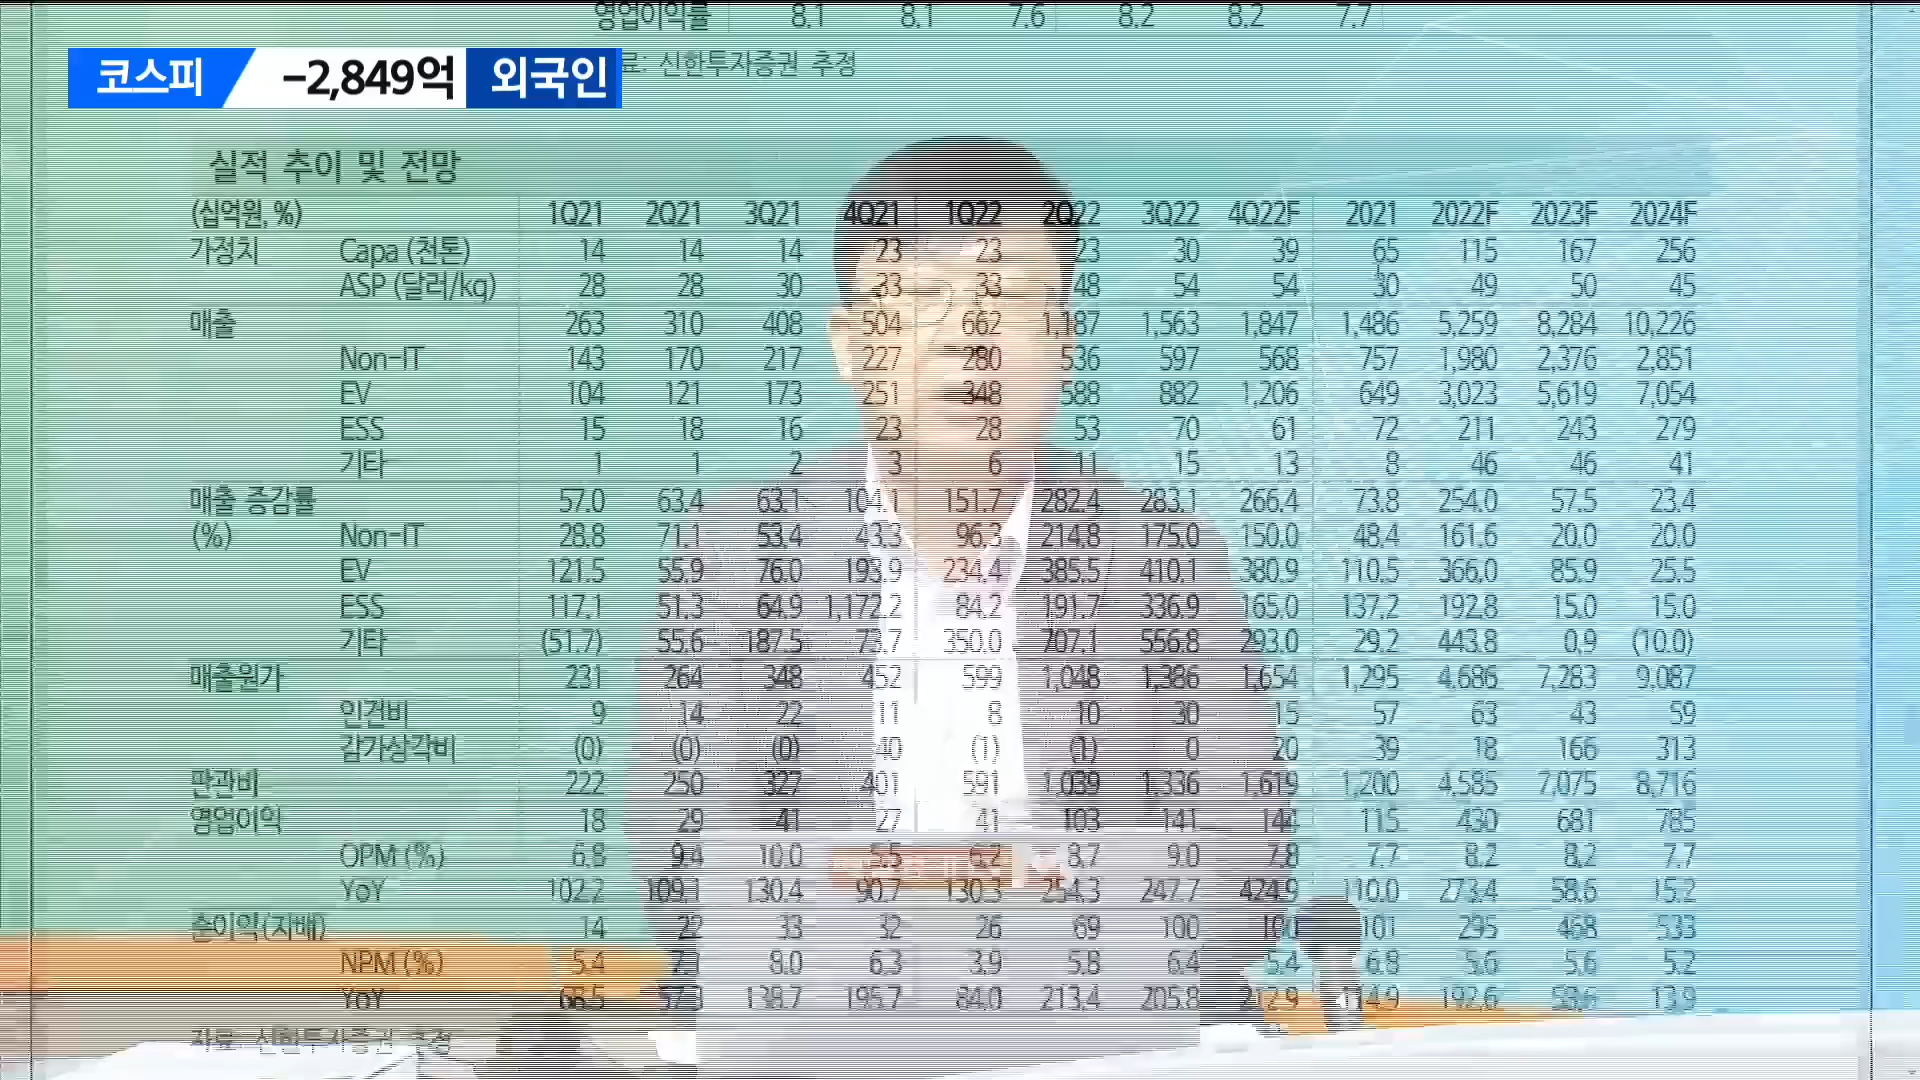 영업이익률 8.1 8.1 7.6 8.2 8.2 7.7
료: 신한투자증권 추정
코스피 -2,849억 외국인
실적 추이 및 전망
(십억원, %) 1Q21 2Q21 3Q21 4Q21 1Q22 2Q22 3Q22 4Q22F 2021 2022F 2023F 2024F
가정치 Capa (천톤) 14 14 14 23 23 23 30 39 65 115 167 256
ASP (달러/kg) 28 28 30 33 33 48 54 54 30 49 50 45
매출 263 310 408 504 662 1,187 1,563 1,847 1,486 5,259 8,284 10,226
Non-IT 143 170 217 227 280 536 597 568 757 1,980 2,376 2,851
EV 104 121 173 251 348 588 882 1,206 649 3,023 5,619 7,054
ESS 15 18 16 23 28 53 70 61 72 211 243 279
기타 1 1 2 3 6 11 15 13 8 46 46 41
매출 증감률 57.0 63.4 63.1 104.1 151.7 282.4 283.1 266.4 73.8 254.0 57.5 23.4
(%) Non-IT 28.8 71.1 53.4 43.3 96.3 214.8 175.0 150.0 48.4 161.6 20.0 20.0
EV 121.5 55.9 76.0 193.9 234.4 385.5 410.1 380.9 110.5 366.0 85.9 25.5
ESS 117.1 51.3 64.9 1,172.2 84.2 191.7 336.9 165.0 137.2 192.8 15.0 15.0
기타 (51.7) 55.6 187.5 73.7 350.0 707.1 556.8 293.0 29.2 443.8 0.9 (10.0)
매출원가 231 264 348 452 599 1,048 1,386 1,654 1,295 4,686 7,283 9,087
인건비 9 14 22 11 8 10 30 15 57 63 43 59
감가상각비 (0) (0) (0) 40 (1) (1) 0 20 39 18 166 313
판관비 222 250 327 401 591 1,039 1,336 1,619 1,200 4,585 7,075 8,716
영업이익 18 29 41 27 41 103 141 144 115 430 681 785
OPM (%) 6.8 9.4 10.0 5.5 6.2 8.7 9.0 7.8 7.7 8.2 8.2 7.7
YoY 102.2 109.1 130.4 90.7 130.3 254.3 247.7 424.9 110.0 273.4 58.6 15.2
순이익(지배) 14 22 33 32 26 69 100 100 101 295 468 533
NPM (%) 5.4 8.0 6.3 3.9 5.8 6.4 5.4 6.8 5.6 5.6 5.2
YoY 66.5 57.3 138.7 195.7 84.0 213.4 205.8 212.9 114.9 192.6 58.6 13.9
자료: 신한투자증권 추정